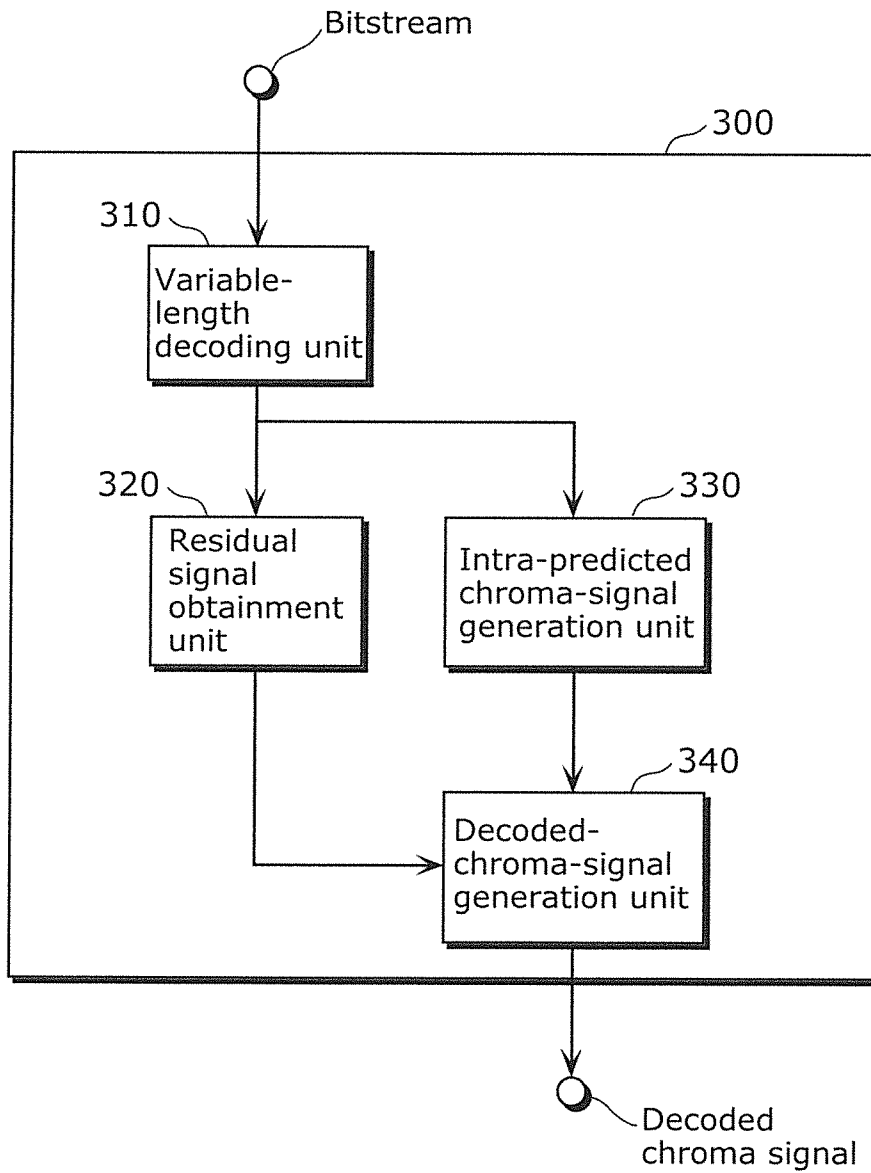 Bitstream
300
310
Variable-
length
decoding unit
320
Residual
signal
obtainment
unit
330
Intra-predicted
chroma-signal
generation unit
340
Decoded-
chroma-signal
generation unit
Decoded
chroma signal